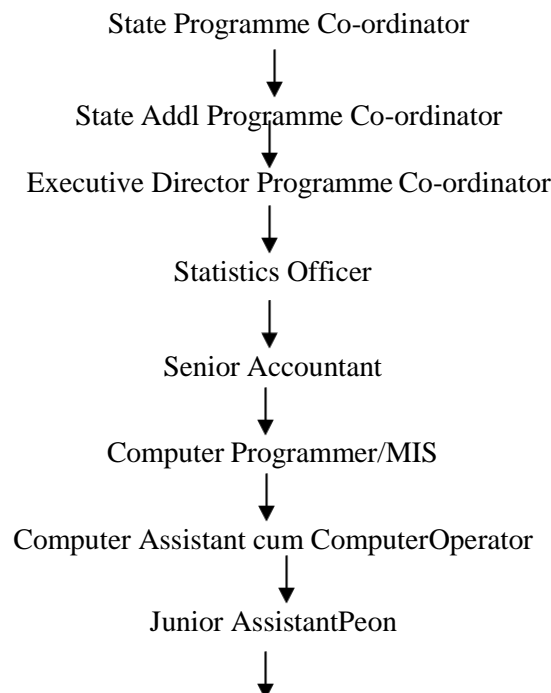 State Programme Co-ordinator
State Addl Programme Co-ordinator
Executive Director Programme Co-ordinator
Statistics Officer
Senior Accountant
Computer Programmer/MIS
Computer Assistant cum ComputerOperator
Junior AssistantPeon